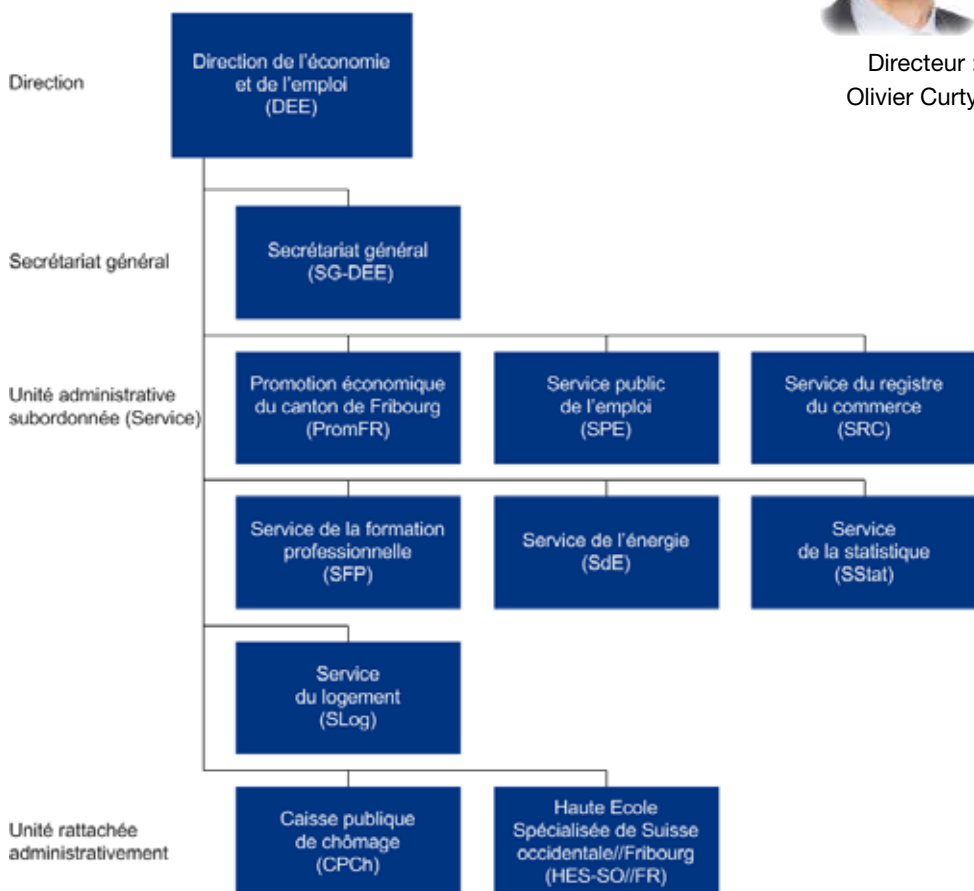 Directeur :
Olivier Curty
Direction
Direction de l'économie
et de l'emploi
(DEE)
Secrétariat général
Secrétariat général
(SG-DEE)
Unité administrative
subordonnée (Service)
Promotion économique
du canton de Fribourg
(PromFR)
Service public
de l'emploi
(SPE)
Service du registre
du commerce
(SRC)
Service de la formation
professionnelle
(SFP)
Service de l'énergie
(SdE)
Service
de la statistique
(SStat)
Service
du logement
(SLog)
Unité rattachée
administrativement
Caisse publique
de chômage
(CPCh)
Haute Ecole
Spécialisée de Suisse
occidentale//Fribourg
(HES-SO//FR)